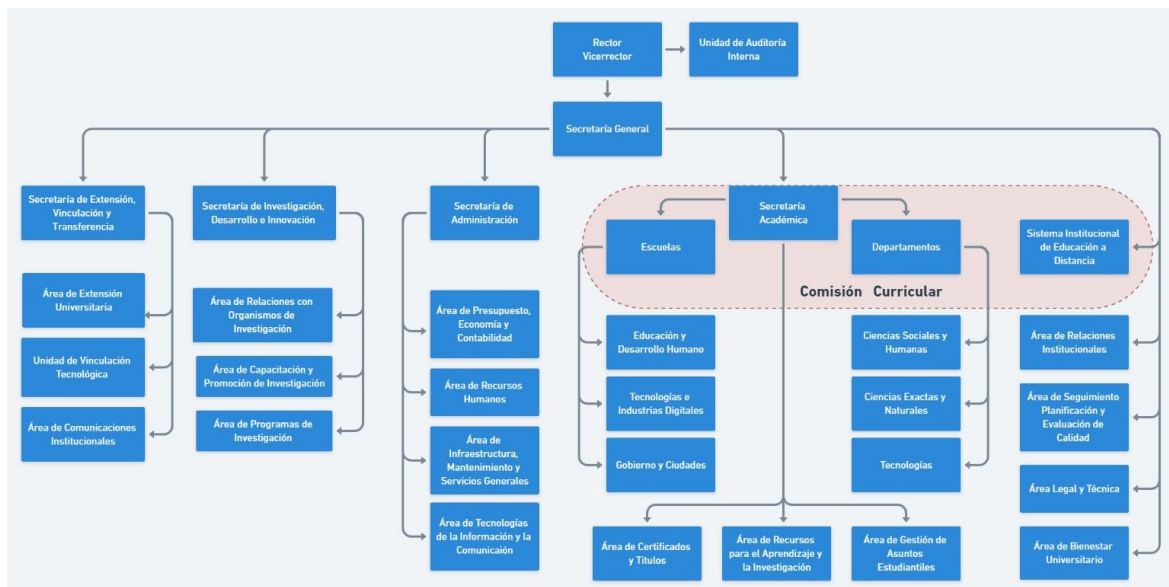 Rector
Vicerrector
Unidad de Auditoría
Interna
Secretaría General
Secretaría de Extensión,
Vinculación y
Transferencia
Secretaría de Investigación,
Desarrollo e Innovación
Secretaría de
Administración
Secretaría
Académica
Escuelas
Departamentos
Sistema Institucional
de Educación a
Distancia
Comisión Curricular
Área de Extensión
Universitaria
Unidad de Vinculación
Tecnológica
Área de Comunicaciones
Institucionales
Área de Relaciones con
Organismos de
Investigación
Área de Capacitación y
Promoción de Investigación
Área de Programas de
Investigación
Área de Presupuesto,
Economía y
Contabilidad
Área de Recursos
Humanos
Área de
Infraestructura,
Mantenimiento y
Servicios Generales
Área de Tecnologías
de la Información y la
Comunicaión
Educación y
Desarrollo Humano
Tecnologías e
Industrias Digitales
Gobierno y Ciudades
Ciencias Sociales y
Humanas
Ciencias Exactas y
Naturales
Tecnologías
Área de Relaciones
Institucionales
Área de Seguimiento
Planificación y
Evaluación de
Calidad
Área Legal y Técnica
Área de Bienestar
Universitario
Área de Certificados
y Títulos
Área de Recursos
para el Aprendizaje y
la Investigación
Área de Gestión de
Asuntos
Estudiantiles